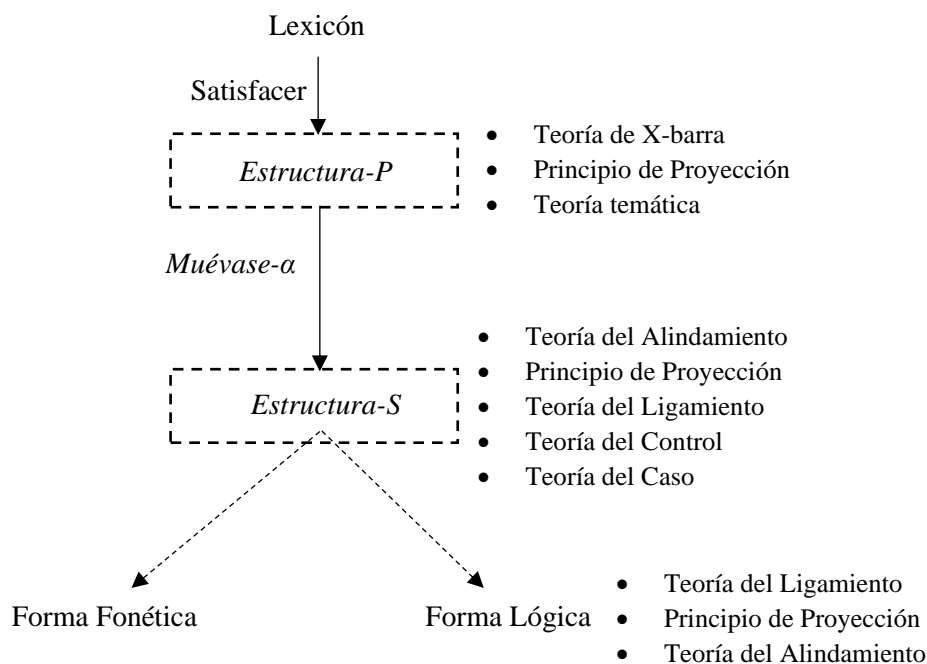 Lexicón
Satisfacer
Estructura-P
• Teoría de X-barra
• Principio de Proyección
• Teoría temática
Muévase-α
Estructura-S
• Teoría del Alindamiento
• Principio de Proyección
• Teoría del Ligamiento
• Teoría del Control
• Teoría del Caso
Forma Fonética
Forma Lógica
• Teoría del Ligamiento
• Principio de Proyección
• Teoría del Alindamiento